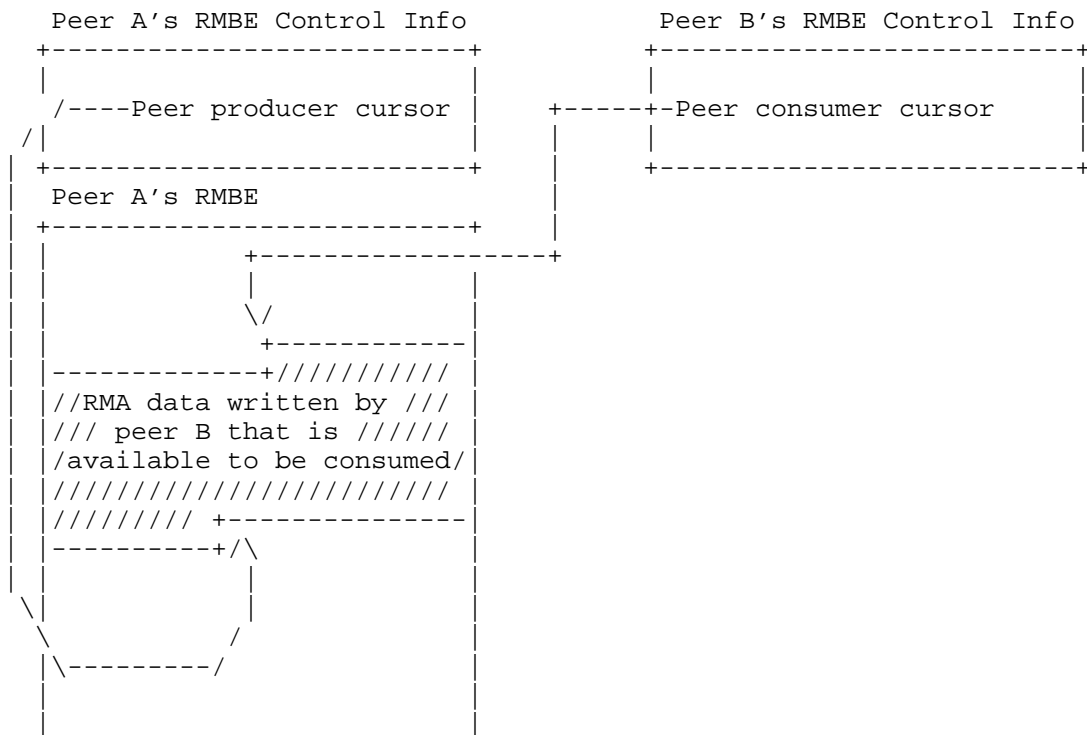 Peer A's RMBE Control Info Peer B's RMBE Control Info
Peer producer cursor Peer consumer cursor
Peer A's RMBE
RMA data written by
peer B that is
available to be consumed